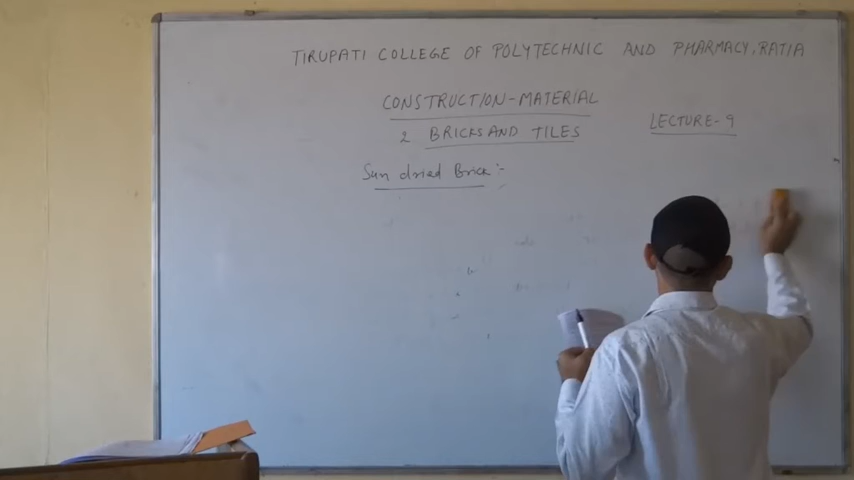 TIRUPATI COLLEGE OF POLYTECHNIC AND PHARMACY, RATIA
CONSTRUCTION-MATERIAL
2 BRICKS AND TILES
LECTURE-9
Sun dried Brick :-